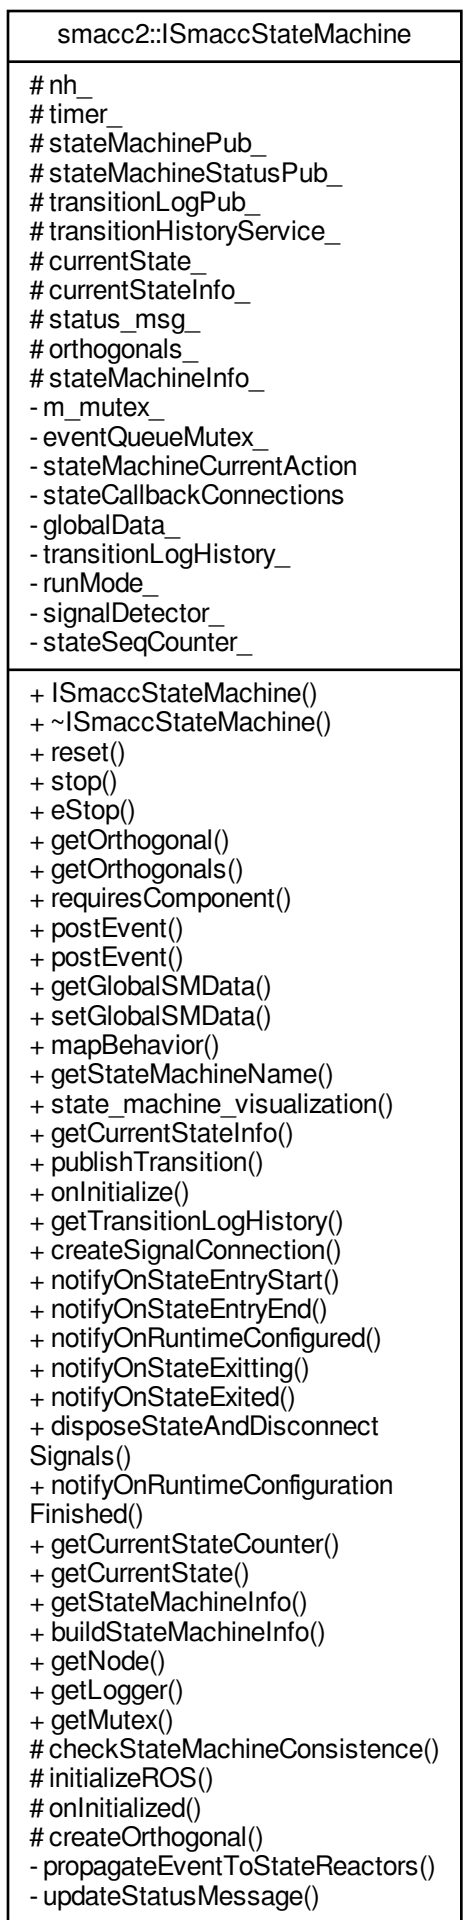 smacc2::ISmaccStateMachine
# nh_
# timer_
# stateMachinePub_
# stateMachineStatusPub_
# transitionLogPub_
# transitionHistoryService_
# currentState_
# currentStateInfo_
# status_msg_
# orthogonals_
# stateMachineInfo_
- m_mutex_
- eventQueueMutex_
- stateMachineCurrentAction
- stateCallbackConnections
- globalData_
- transitionLogHistory_
- runMode_
- signalDetector_
- stateSeqCounter_
+ ISmaccStateMachine()
+ ~ISmaccStateMachine()
+ reset()
+ stop()
+ eStop()
+ getOrthogonal()
+ getOrthogonals()
+ requiresComponent()
+ postEvent()
+ postEvent()
+ getGlobalSMData()
+ setGlobalSMData()
+ mapBehavior()
+ getStateMachineName()
+ state_machine_visualization()
+ getCurrentStateInfo()
+ publishTransition()
+ onInitialize()
+ getTransitionLogHistory()
+ createSignalConnection()
+ notifyOnStateEntryStart()
+ notifyOnStateEntryEnd()
+ notifyOnRuntimeConfigured()
+ notifyOnStateExitting()
+ notifyOnStateExited()
+ disposeStateAndDisconnect
Signals()
+ notifyOnRuntimeConfiguration
Finished()
+ getCurrentStateCounter()
+ getCurrentState()
+ getStateMachineInfo()
+ buildStateMachineInfo()
+ getNode()
+ getLogger()
+ getMutex()
# checkStateMachineConsistence()
# initializeROS()
# onInitialized()
# createOrthogonal()
- propagateEventToStateReactors()
- updateStatusMessage()